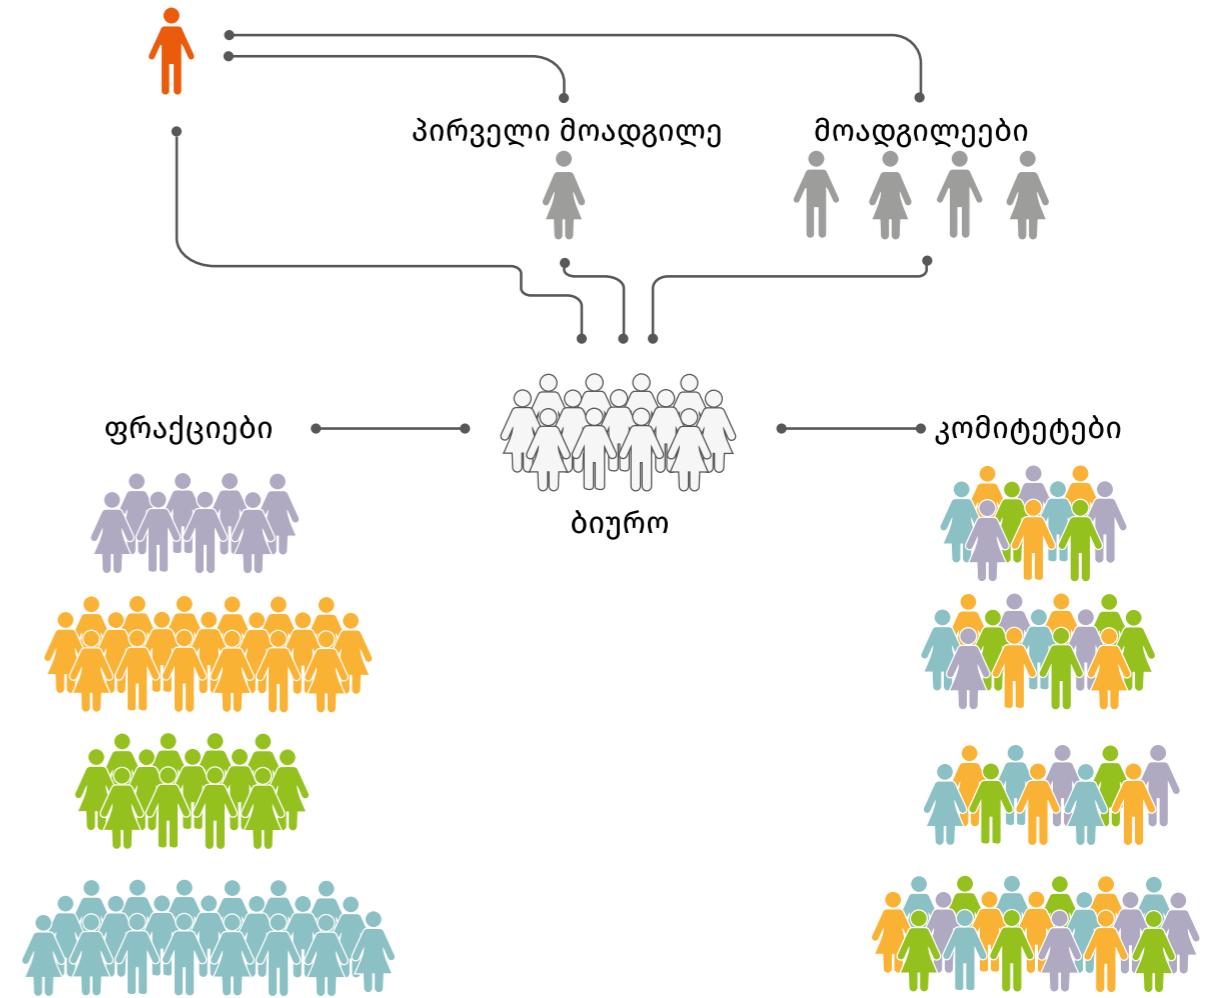 პირველი მოადგილე
მოადგილეები
ფრაქციები
კომიტეტები
ბიურო